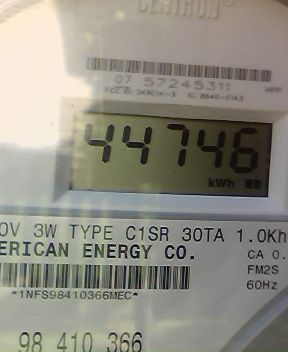 CENTRON®
07 57245311
44746
kWh
0V 3W TYPE C1SR 30TA 1.0Kh
ERICAN ENERGY CO.
CA 0.
FM2S
60Hz
*1NFS98410366MEC*
98 410 366